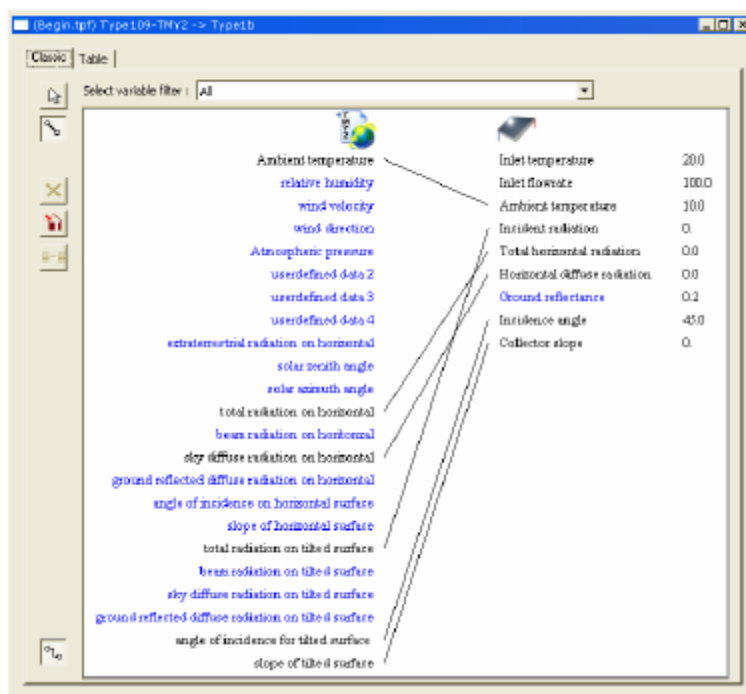 (Begin.tpf) Type109-TMY2 -> Type1b
Classic Table
Select variable filter : All
TMY2
Ambient temperature
relative humidity
wind velocity
wind direction
Atmospheric pressure
userdefined data 2
userdefined data 3
userdefined data 4
extraterrestrial radiation on horizontal
solar zenith angle
solar azimuth angle
total radiation on horizontal
beam radiation on horitonzal
sky diffuse radiation on horizontal
ground reflected diffuse radiation on horizontal
angle of incidence on horizontal surface
slope of horizontal surface
total radiation on tilted surface
beam radiation on tilted surface
sky diffuse radiation on tilted surface
ground reflected diffuse radiation on tilted surface
angle of incidence for tilted surface
slope of tilted surface
Inlet temperature 20.0
Inlet flowrate 100.0
Ambient temperature 10.0
Incident radiation 0.
Total horizontal radiation 0.0
Horizontal diffuse radiation 0.0
Ground reflectance 0.2
Incidence angle 45.0
Collector slope 0.